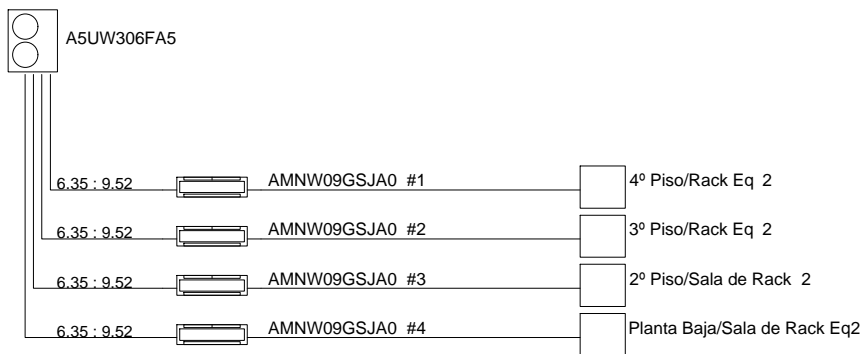 A5UW306FA5
6.35 : 9.52 AMNW09GSJA0 #1 4º Piso/Rack Eq 2
6.35 : 9.52 AMNW09GSJA0 #2 3º Piso/Rack Eq 2
6.35 : 9.52 AMNW09GSJA0 #3 2º Piso/Sala de Rack 2
6.35 : 9.52 AMNW09GSJA0 #4 Planta Baja/Sala de Rack Eq2